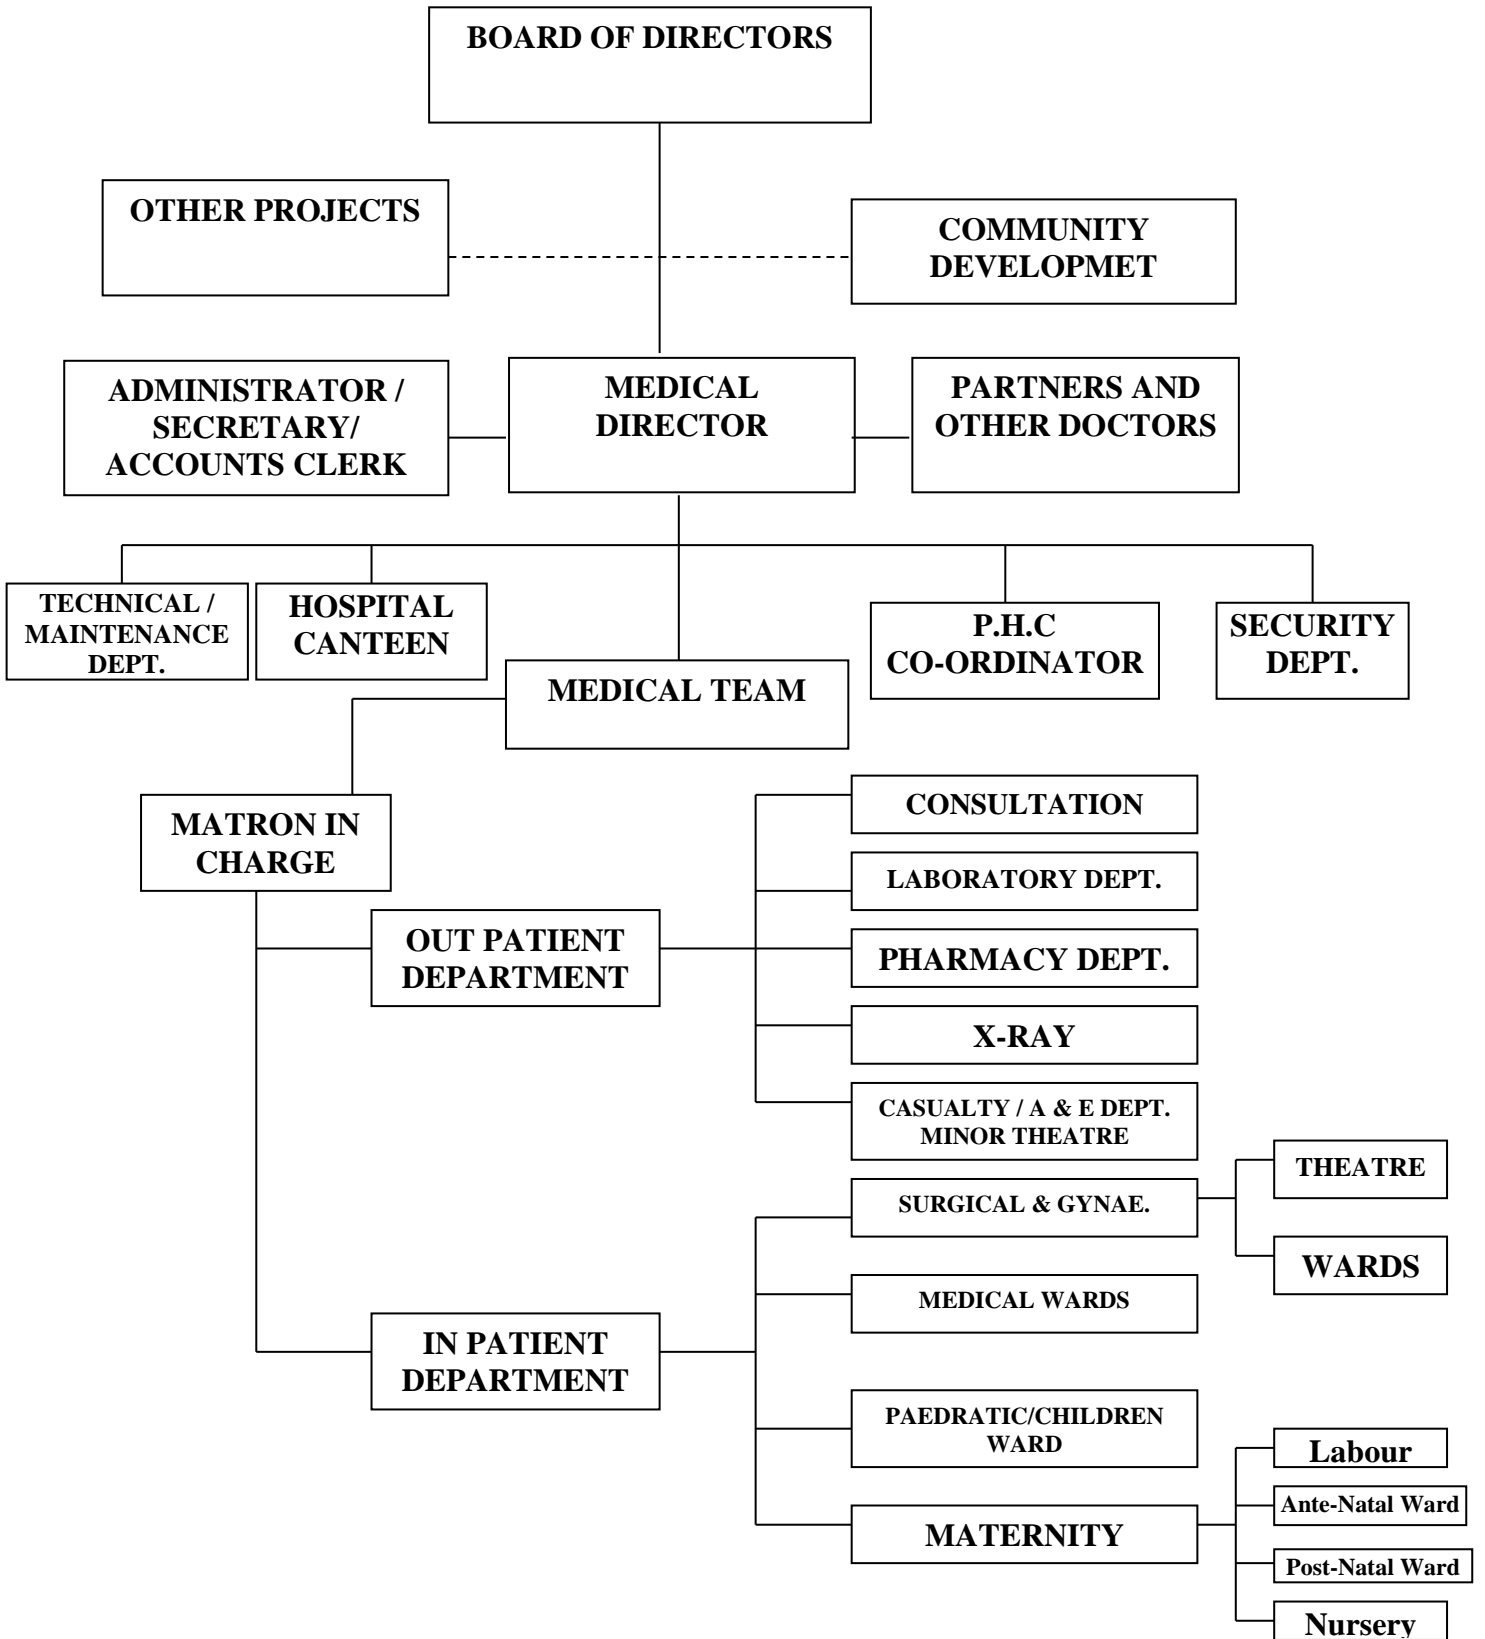 BOARD OF DIRECTORS
OTHER PROJECTS
COMMUNITY
DEVELOPMET
ADMINISTRATOR /
SECRETARY/
ACCOUNTS CLERK
MEDICAL
DIRECTOR
PARTNERS AND
OTHER DOCTORS
TECHNICAL /
MAINTENANCE
DEPT.
HOSPITAL
CANTEEN
P.H.C
CO-ORDINATOR
SECURITY
DEPT.
MEDICAL TEAM
MATRON IN
CHARGE
CONSULTATION
LABORATORY DEPT.
OUT PATIENT
DEPARTMENT
PHARMACY DEPT.
X-RAY
CASUALTY / A & E DEPT.
MINOR THEATRE
THEATRE
SURGICAL & GYNAE.
WARDS
MEDICAL WARDS
IN PATIENT
DEPARTMENT
PAEDRATIC/CHILDREN
WARD
Labour
Ante-Natal Ward
MATERNITY
Post-Natal Ward
Nursery